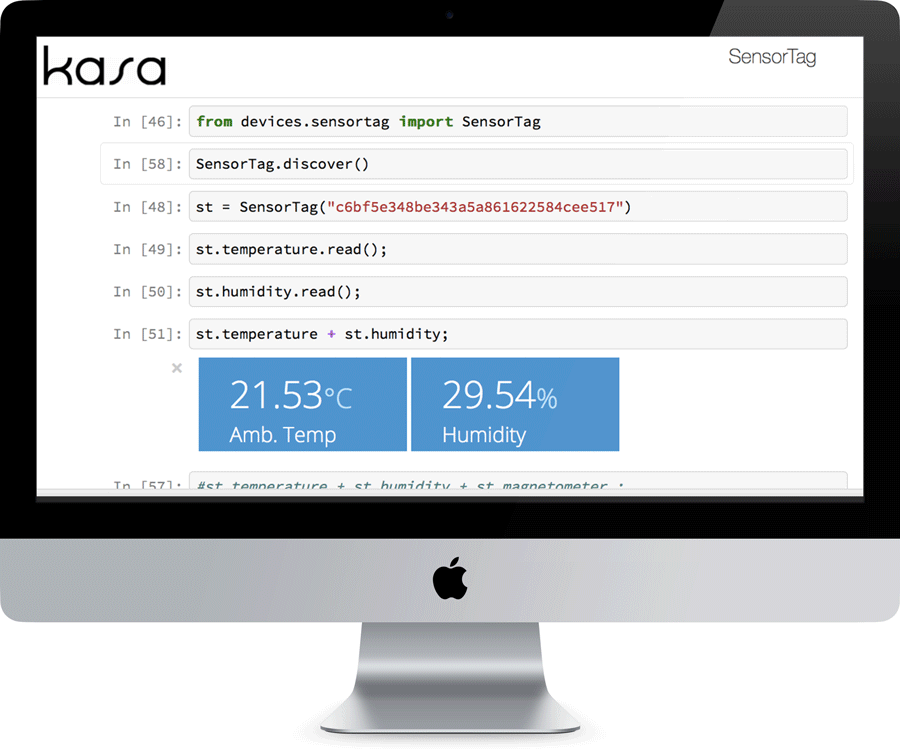 kasa
SensorTag
In [46]: from devices.sensortag import SensorTag
In [58]: SensorTag.discover()
In [48]: st = SensorTag("c6bf5e348be343a5a861622584cee517")
In [49]: st.temperature.read();
In [50]: st.humidity.read();
In [51]: st.temperature + st.humidity;
×
21.53°C 29.54%
Amb. Temp Humidity
In [57]: #st.temperature + st.humidity + st.magnetometer ;